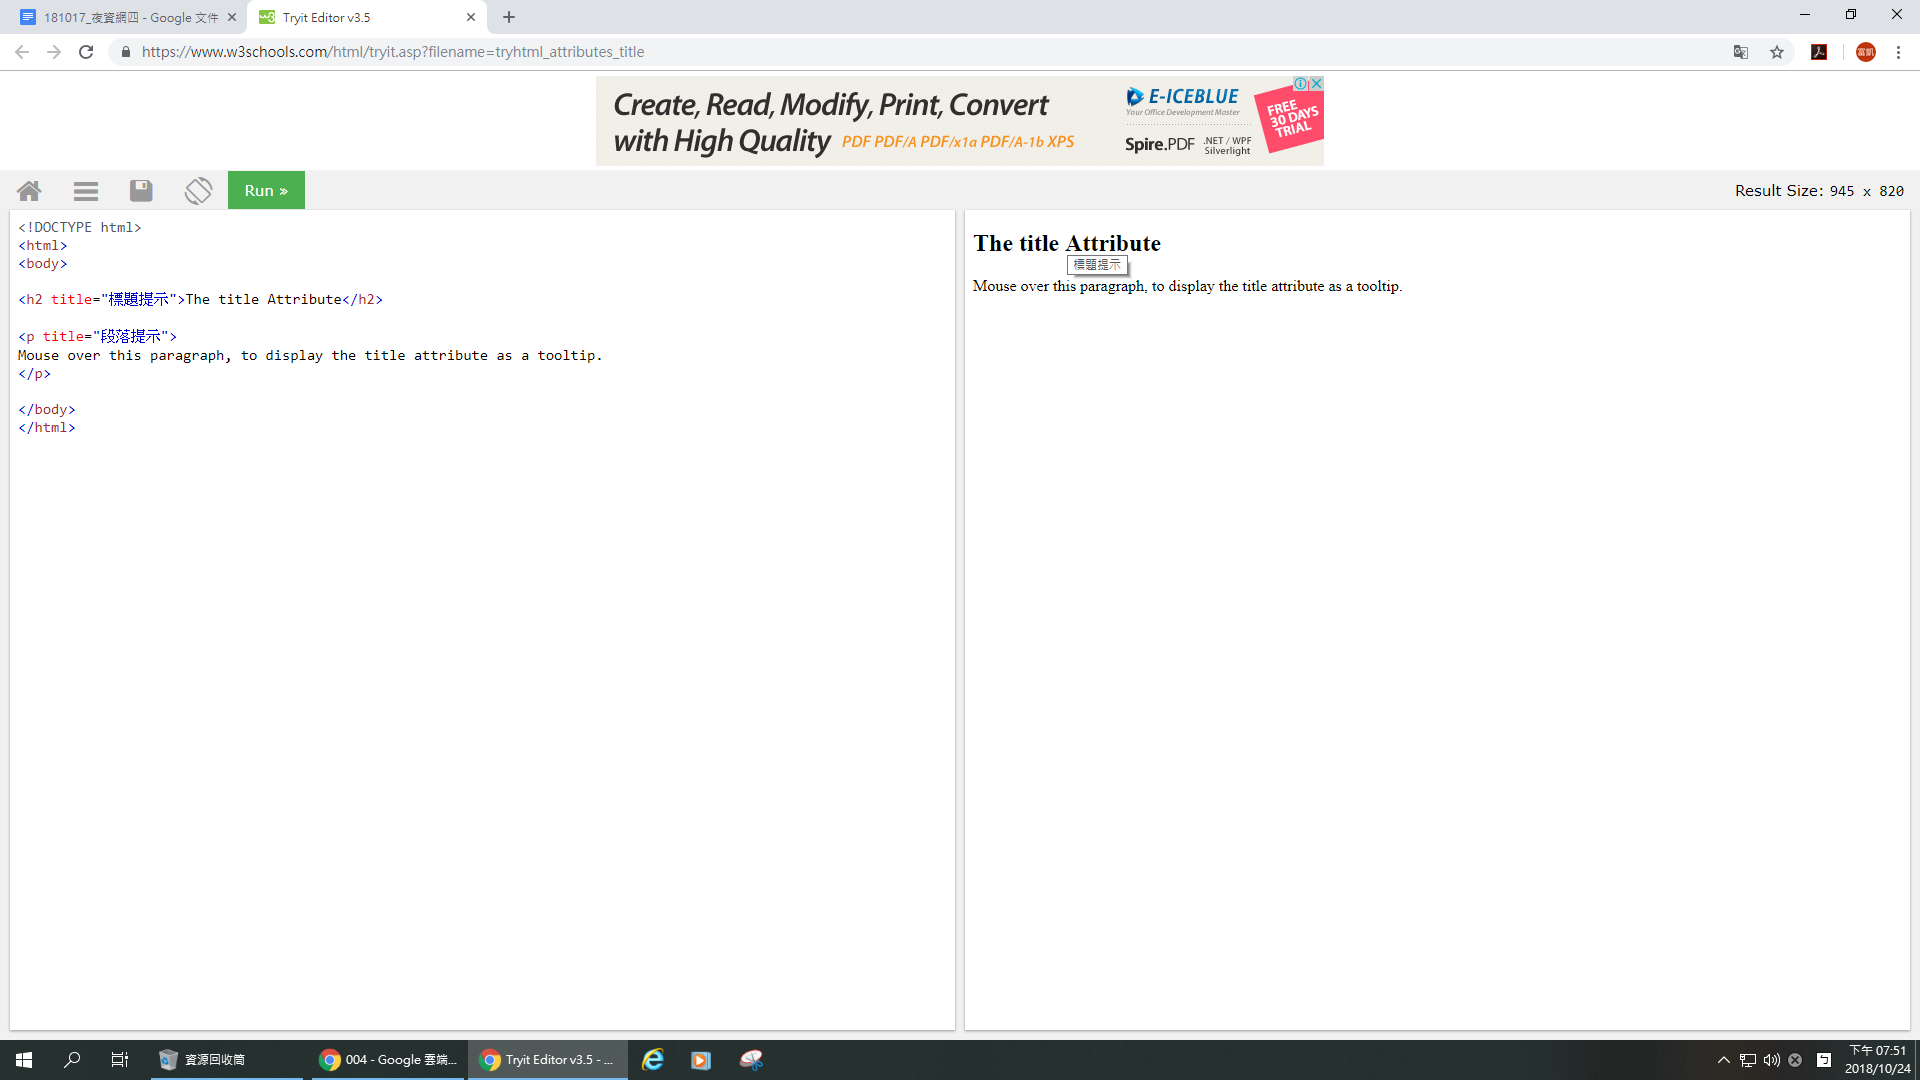 181017_夜資網四 - Google 文件
Tryit Editor v3.5
https://www.w3schools.com/html/tryit.asp?filename=tryhtml_attributes_title
Create, Read, Modify, Print, Convert
with High Quality PDF PDF/A PDF/x1a PDF/A-1b XPS
E-ICEBLUE
Your Office Development Master
Spire.PDF .NET / WPF
Silverlight
FREE
30 DAYS
TRIAL
Run »
Result Size: 945 x 820
<!DOCTYPE html>
<html>
<body>
<h2 title="標題提示">The title Attribute</h2>
<p title="段落提示">
Mouse over this paragraph, to display the title attribute as a tooltip.
</p>
</body>
</html>
The title Attribute
標題提示
Mouse over this paragraph, to display the title attribute as a tooltip.
資源回收筒
004 - Google 雲端...
Tryit Editor v3.5 - ...
下午 07:51
2018/10/24